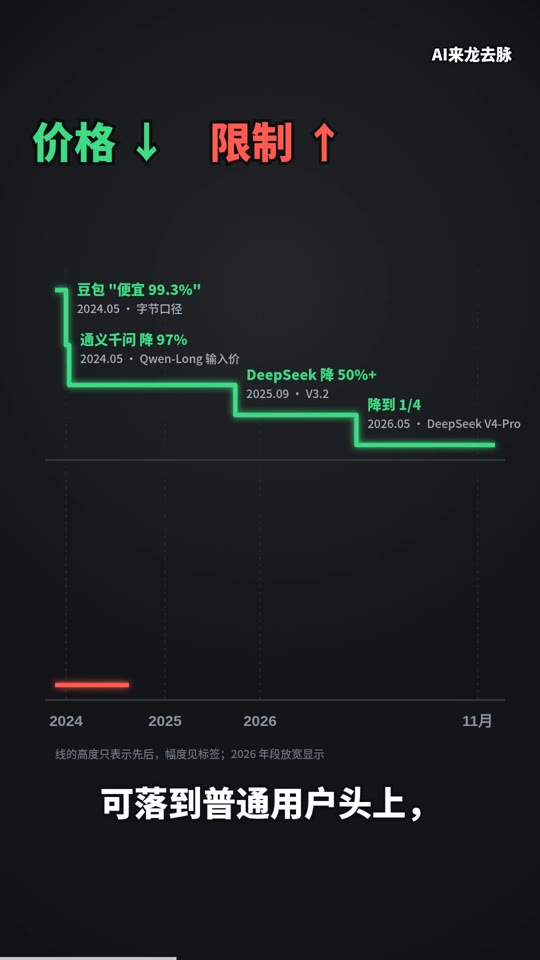 AI来龙去脉
价格 ↓ 限制 ↑
豆包 "便宜 99.3%"
2024.05 · 字节口径
通义千问 降 97%
2024.05 · Qwen-Long 输入价
DeepSeek 降 50%+
2025.09 · V3.2
降到 1/4
2026.05 · DeepSeek V4-Pro
2024 2025 2026 11月
线的高度只表示先后，幅度见标签；2026 年段放宽显示
可落到普通用户头上，